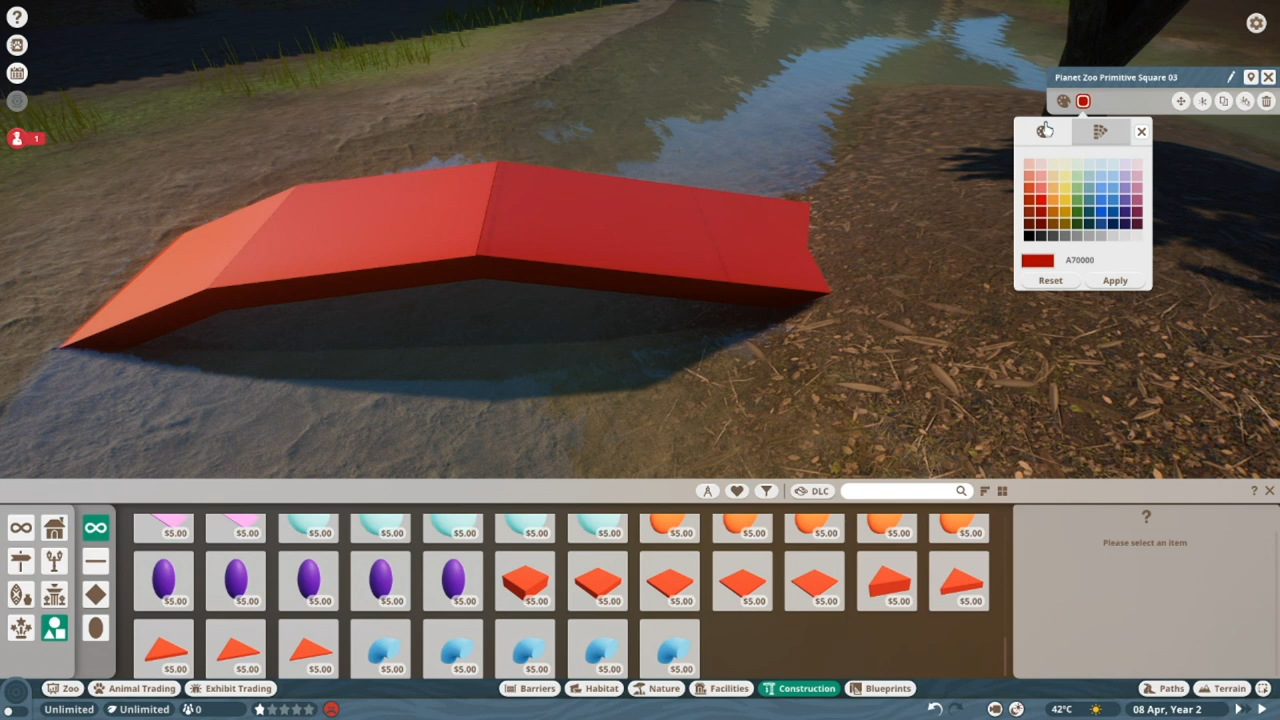 ?
1
Planet Zoo Primitive Square 03
A70000
Reset
Apply
DLC
?
$5.00 $5.00 $5.00 $5.00 $5.00 $5.00 $5.00 $5.00 $5.00 $5.00 $5.00 $5.00
$5.00 $5.00 $5.00 $5.00 $5.00 $5.00 $5.00 $5.00 $5.00 $5.00 $5.00 $5.00
$5.00 $5.00 $5.00 $5.00 $5.00 $5.00 $5.00 $5.00
?
Please select an item
Zoo Animal Trading Exhibit Trading Barriers Habitat Nature Facilities Construction Blueprints Paths Terrain
Unlimited Unlimited 0 42°C 08 Apr, Year 2